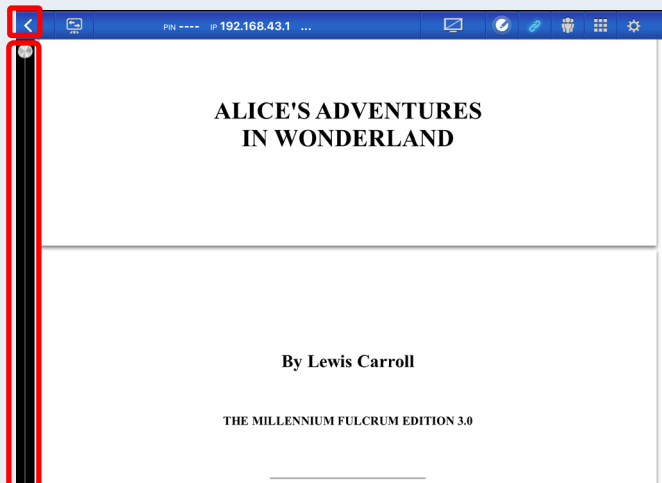 PIN ---- IP 192.168.43.1 ...
ALICE'S ADVENTURES
IN WONDERLAND
By Lewis Carroll
THE MILLENNIUM FULCRUM EDITION 3.0